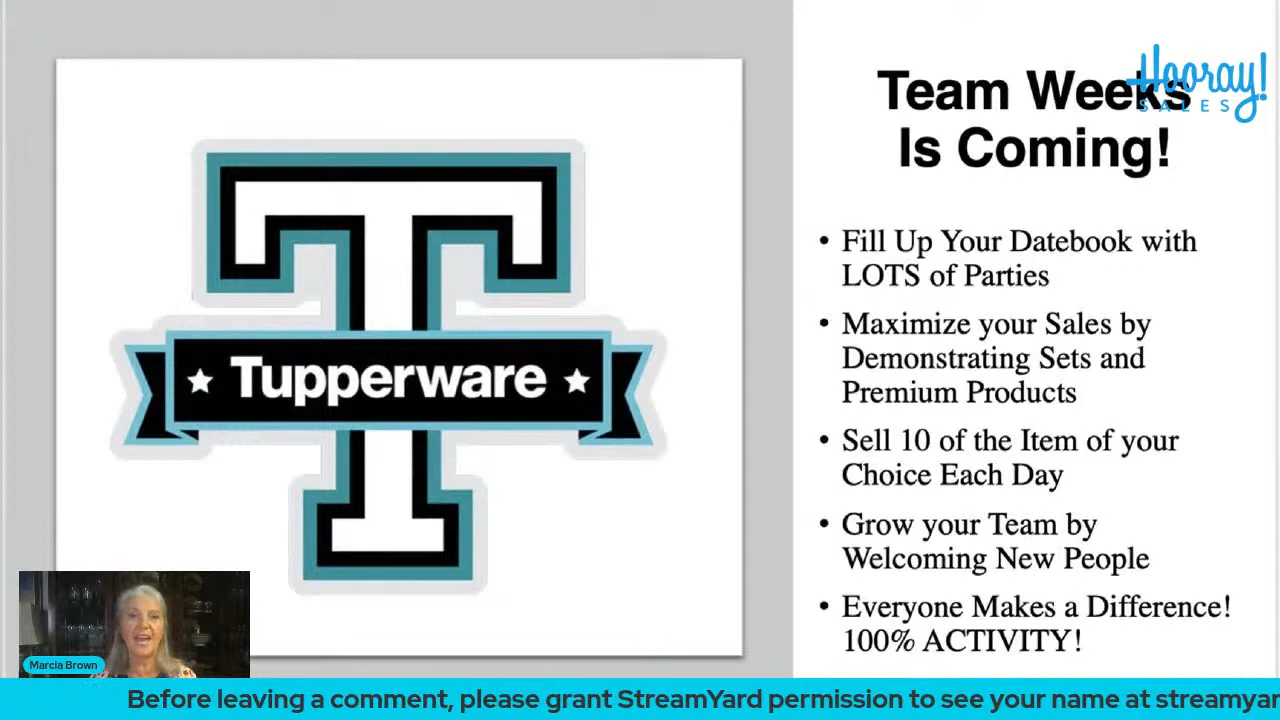 Hooray!
SALES
Team Weeks
Is Coming!
Tupperware
• Fill Up Your Datebook with
LOTS of Parties
• Maximize your Sales by
Demonstrating Sets and
Premium Products
• Sell 10 of the Item of your
Choice Each Day
• Grow your Team by
Welcoming New People
• Everyone Makes a Difference!
100% ACTIVITY!
Marcia Brown
Before leaving a comment, please grant StreamYard permission to see your name at streamyar